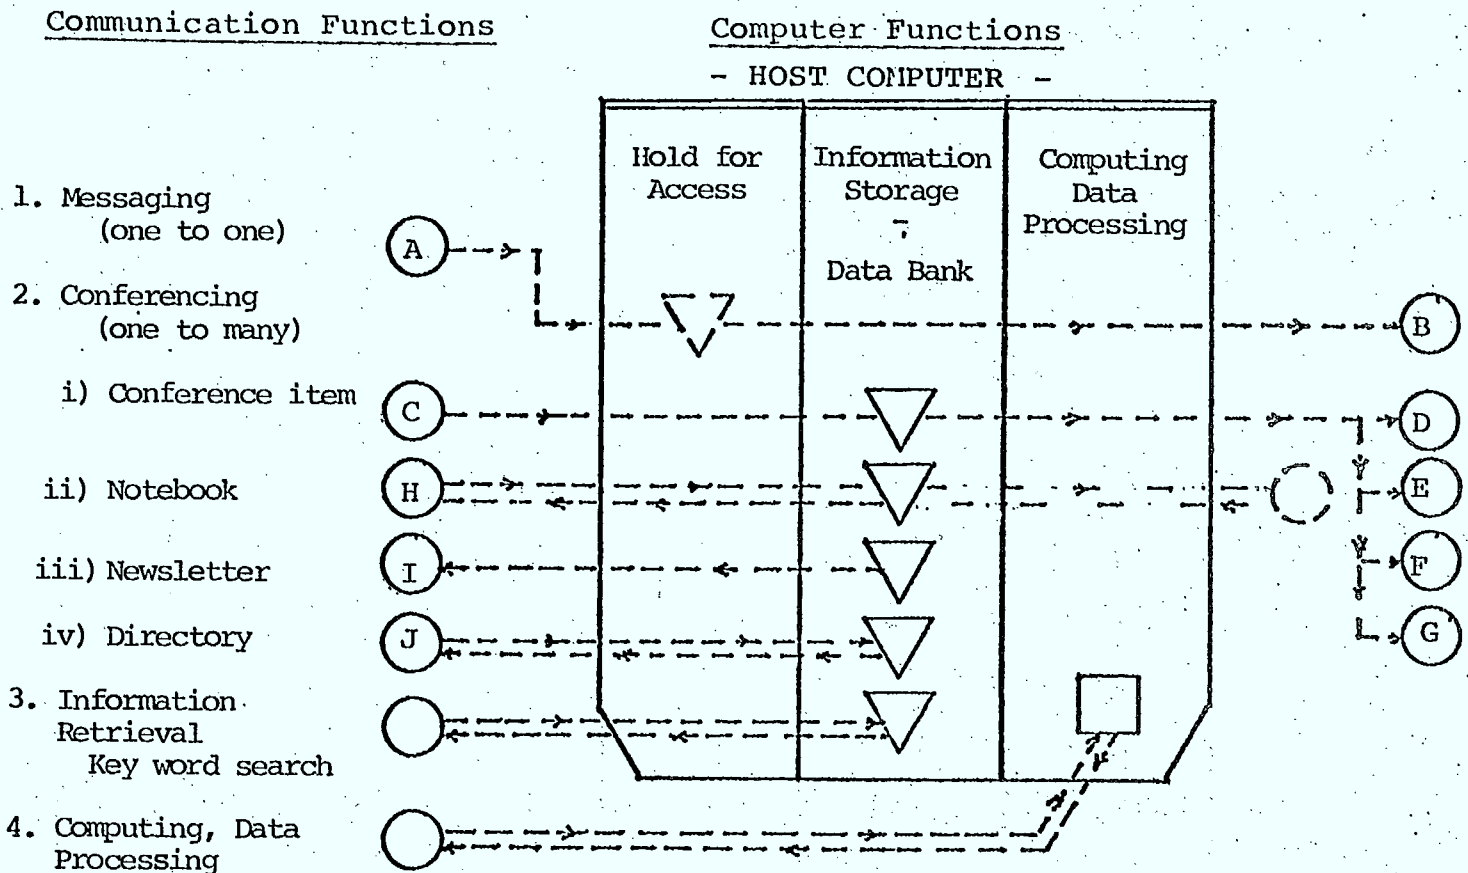 Communication Functions
Computer Functions
- HOST COMPUTER -
Hold for
Access
Information
Storage
-
Data Bank
Computing
Data
Processing
1. Messaging
(one to one)
A
2. Conferencing
(one to many)
B
i) Conference item
C
D
ii) Notebook
H
E
iii) Newsletter
I
F
iv) Directory
J
G
3. Information
Retrieval
Key word search
4. Computing, Data
Processing